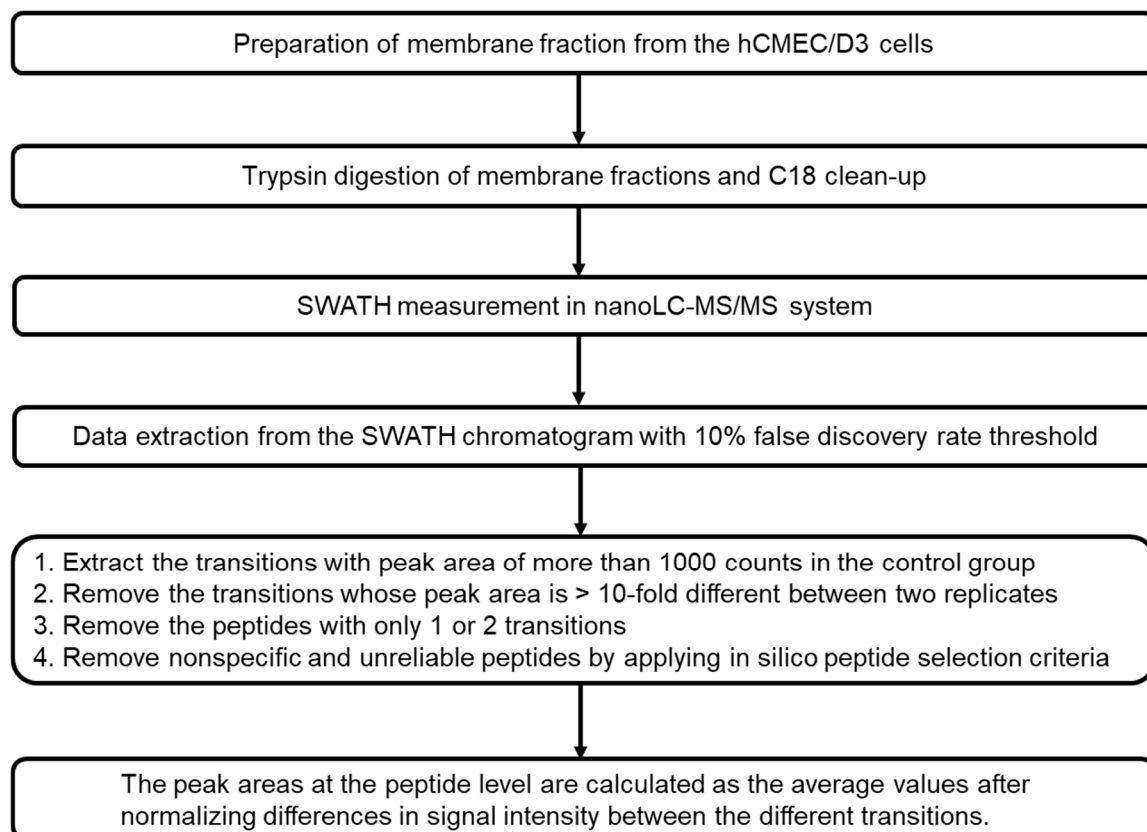 Preparation of membrane fraction from the hCMEC/D3 cells
Trypsin digestion of membrane fractions and C18 clean-up
SWATH measurement in nanoLC-MS/MS system
Data extraction from the SWATH chromatogram with 10% false discovery rate threshold
1. Extract the transitions with peak area of more than 1000 counts in the control group
2. Remove the transitions whose peak area is > 10-fold different between two replicates
3. Remove the peptides with only 1 or 2 transitions
4. Remove nonspecific and unreliable peptides by applying in silico peptide selection criteria
The peak areas at the peptide level are calculated as the average values after
normalizing differences in signal intensity between the different transitions.